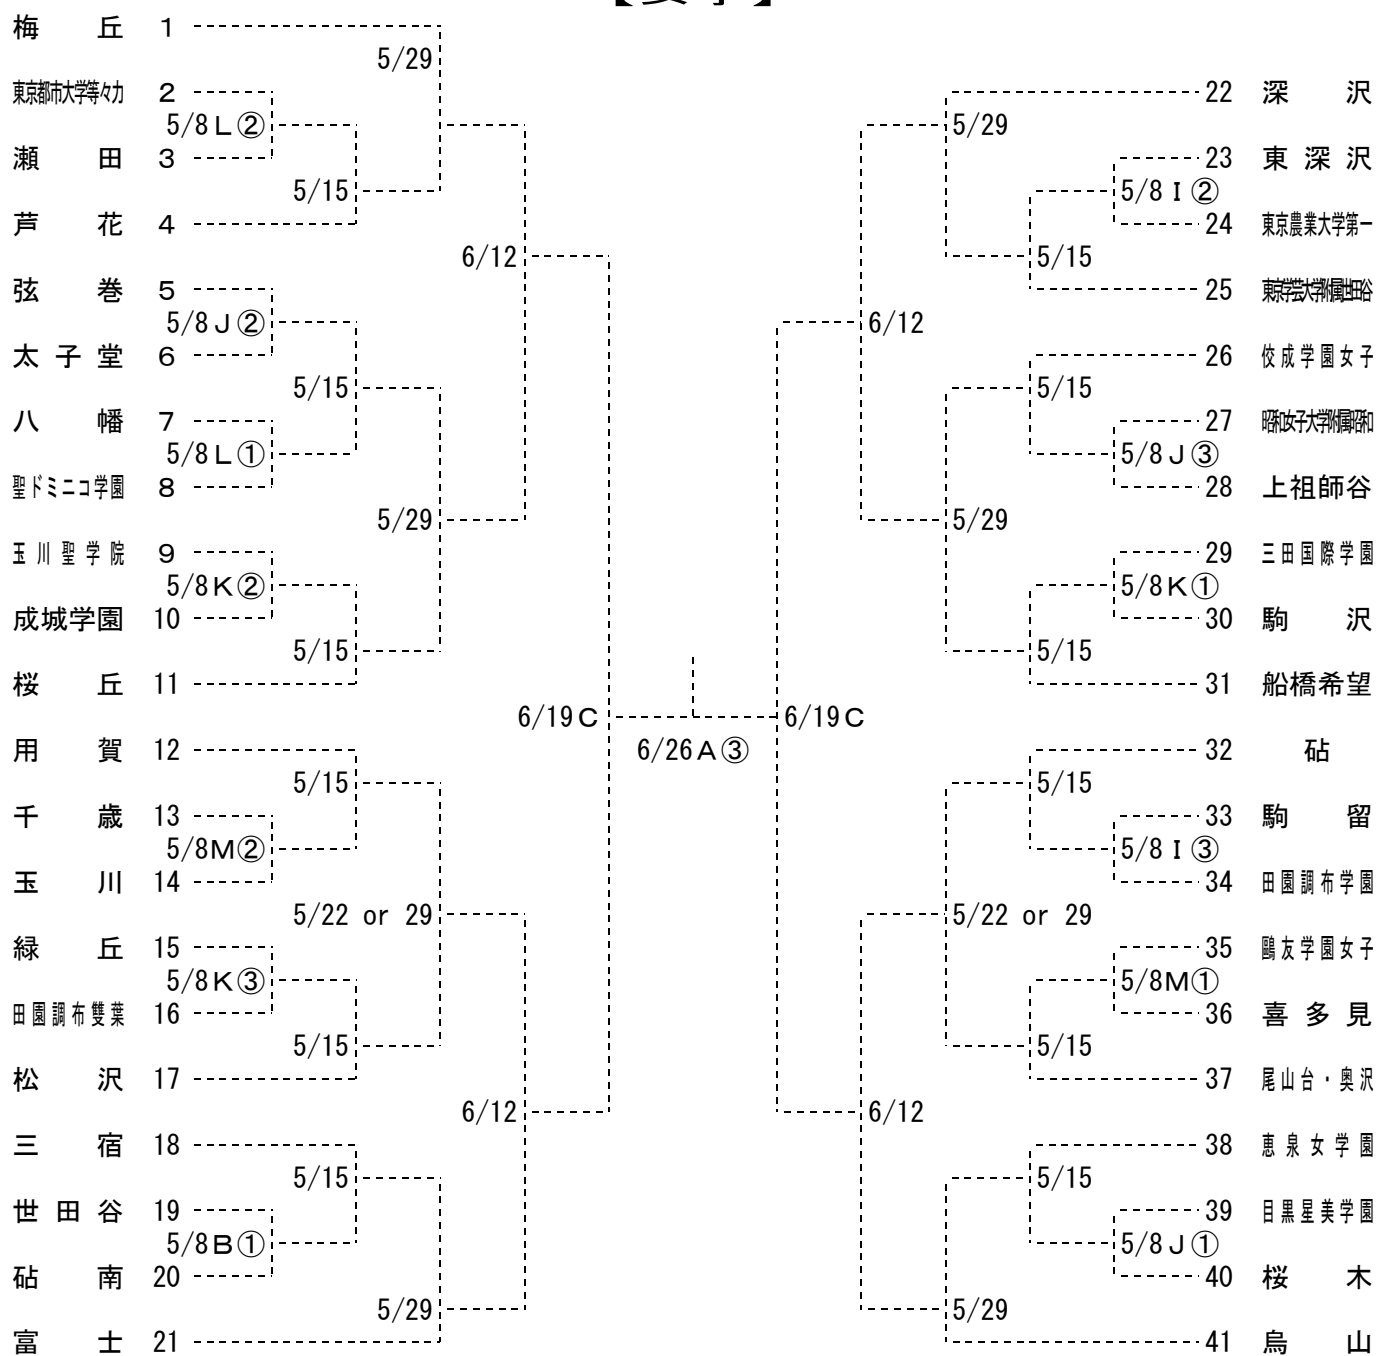 梅丘 1
5/29
東京都市大学等々力 2
5/8L②
瀬田 3
5/15
芦花 4
6/12
弦巻 5
5/8J②
太子堂 6
5/15
八幡 7
5/8L①
聖ドミニコ学園 8
5/29
玉川聖学院 9
5/8K②
成城学園 10
5/15
桜丘 11
6/19C
用賀 12
5/15
千歳 13
5/8M②
玉川 14
5/22 or 29
緑丘 15
5/8K③
田園調布雙葉 16
5/15
松沢 17
6/12
三宿 18
5/15
世田谷 19
5/8B①
砧南 20
5/29
富士 21
6/26A③
22 深沢
5/29
23 東深沢
5/8I②
24 東京農業大学第一
5/15
25 東京学芸大学附属世田谷
6/12
26 佼成学園女子
5/15
27 昭和女子大学附属昭和
5/8J③
28 上祖師谷
5/29
29 三田国際学園
5/8K①
30 駒沢
5/15
31 船橋希望
6/19C
32 砧
5/15
33 駒留
5/8I③
34 田園調布学園
5/22 or 29
35 鷗友学園女子
5/8M①
36 喜多見
5/15
37 尾山台・奥沢
6/12
38 恵泉女学園
5/15
39 目黒星美学園
5/8J①
40 桜木
5/29
41 烏山